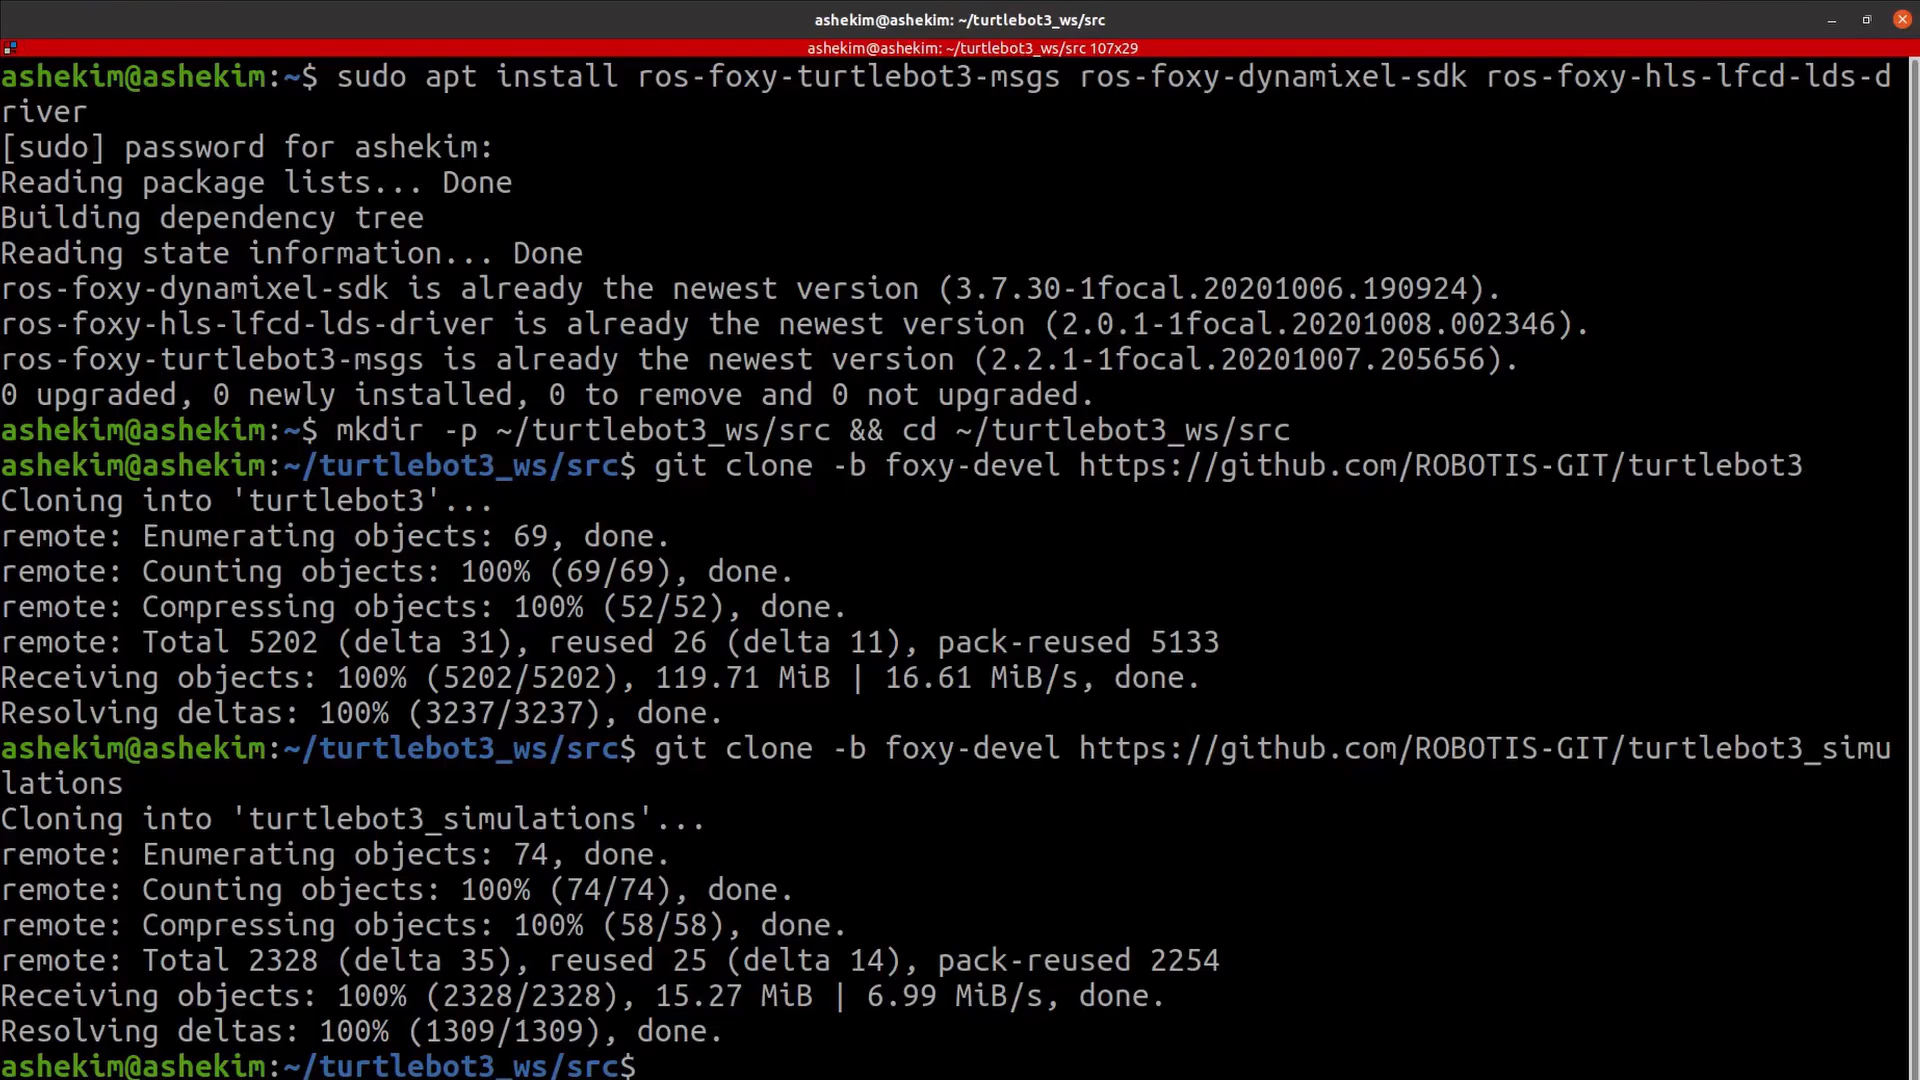 ashekim@ashekim: ~/turtlebot3_ws/src
ashekim@ashekim: ~/turtlebot3_ws/src 107x29
ashekim@ashekim:~$ sudo apt install ros-foxy-turtlebot3-msgs ros-foxy-dynamixel-sdk ros-foxy-hls-lfcd-lds-d
river
[sudo] password for ashekim:
Reading package lists... Done
Building dependency tree
Reading state information... Done
ros-foxy-dynamixel-sdk is already the newest version (3.7.30-1focal.20201006.190924).
ros-foxy-hls-lfcd-lds-driver is already the newest version (2.0.1-1focal.20201008.002346).
ros-foxy-turtlebot3-msgs is already the newest version (2.2.1-1focal.20201007.205656).
0 upgraded, 0 newly installed, 0 to remove and 0 not upgraded.
ashekim@ashekim:~$ mkdir -p ~/turtlebot3_ws/src && cd ~/turtlebot3_ws/src
ashekim@ashekim:~/turtlebot3_ws/src$ git clone -b foxy-devel https://github.com/ROBOTIS-GIT/turtlebot3
Cloning into 'turtlebot3'...
remote: Enumerating objects: 69, done.
remote: Counting objects: 100% (69/69), done.
remote: Compressing objects: 100% (52/52), done.
remote: Total 5202 (delta 31), reused 26 (delta 11), pack-reused 5133
Receiving objects: 100% (5202/5202), 119.71 MiB | 16.61 MiB/s, done.
Resolving deltas: 100% (3237/3237), done.
ashekim@ashekim:~/turtlebot3_ws/src$ git clone -b foxy-devel https://github.com/ROBOTIS-GIT/turtlebot3_simu
lations
Cloning into 'turtlebot3_simulations'...
remote: Enumerating objects: 74, done.
remote: Counting objects: 100% (74/74), done.
remote: Compressing objects: 100% (58/58), done.
remote: Total 2328 (delta 35), reused 25 (delta 14), pack-reused 2254
Receiving objects: 100% (2328/2328), 15.27 MiB | 6.99 MiB/s, done.
Resolving deltas: 100% (1309/1309), done.
ashekim@ashekim:~/turtlebot3_ws/src$